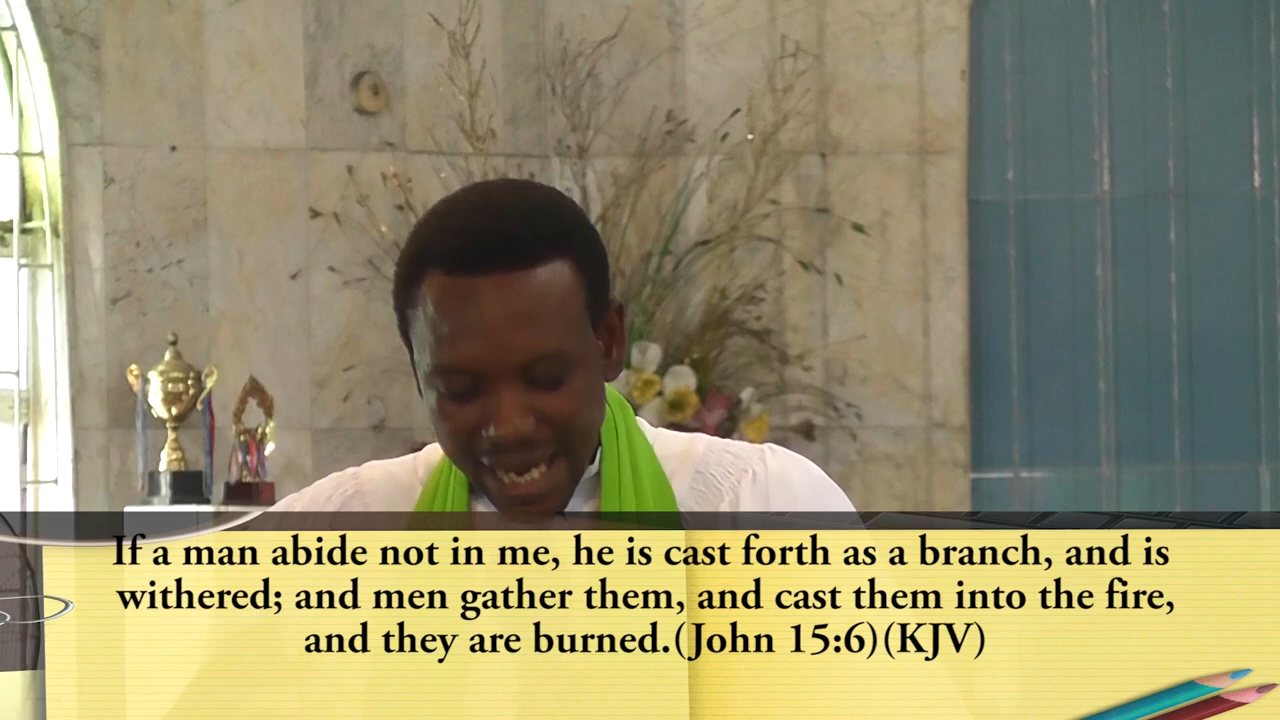 If a man abide not in me, he is cast forth as a branch, and is
withered; and men gather them, and cast them into the fire,
and they are burned.(John 15:6)(KJV)